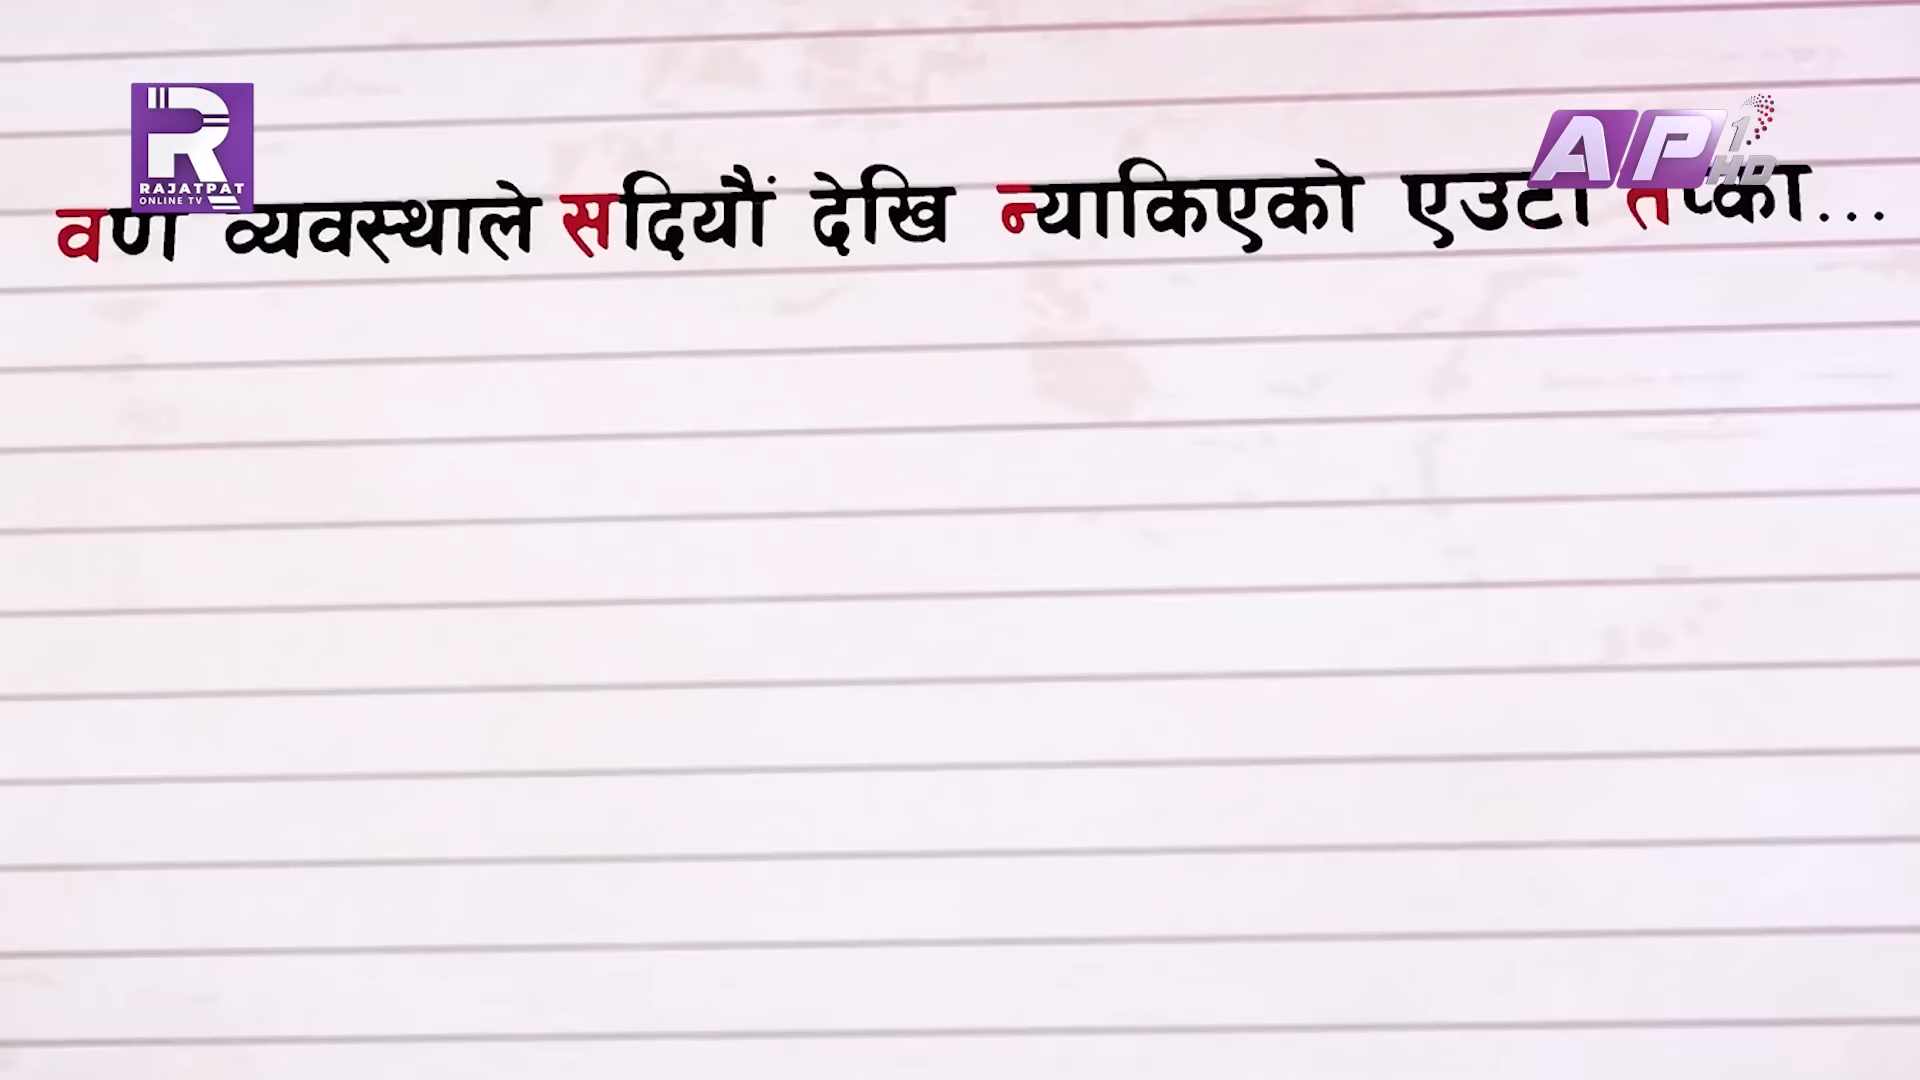 RAJATPAT
ONLINE TV
AP1 HD
वर्ण व्यवस्थाले सदियौं देखि न्याकिएको एउटा तप्का...